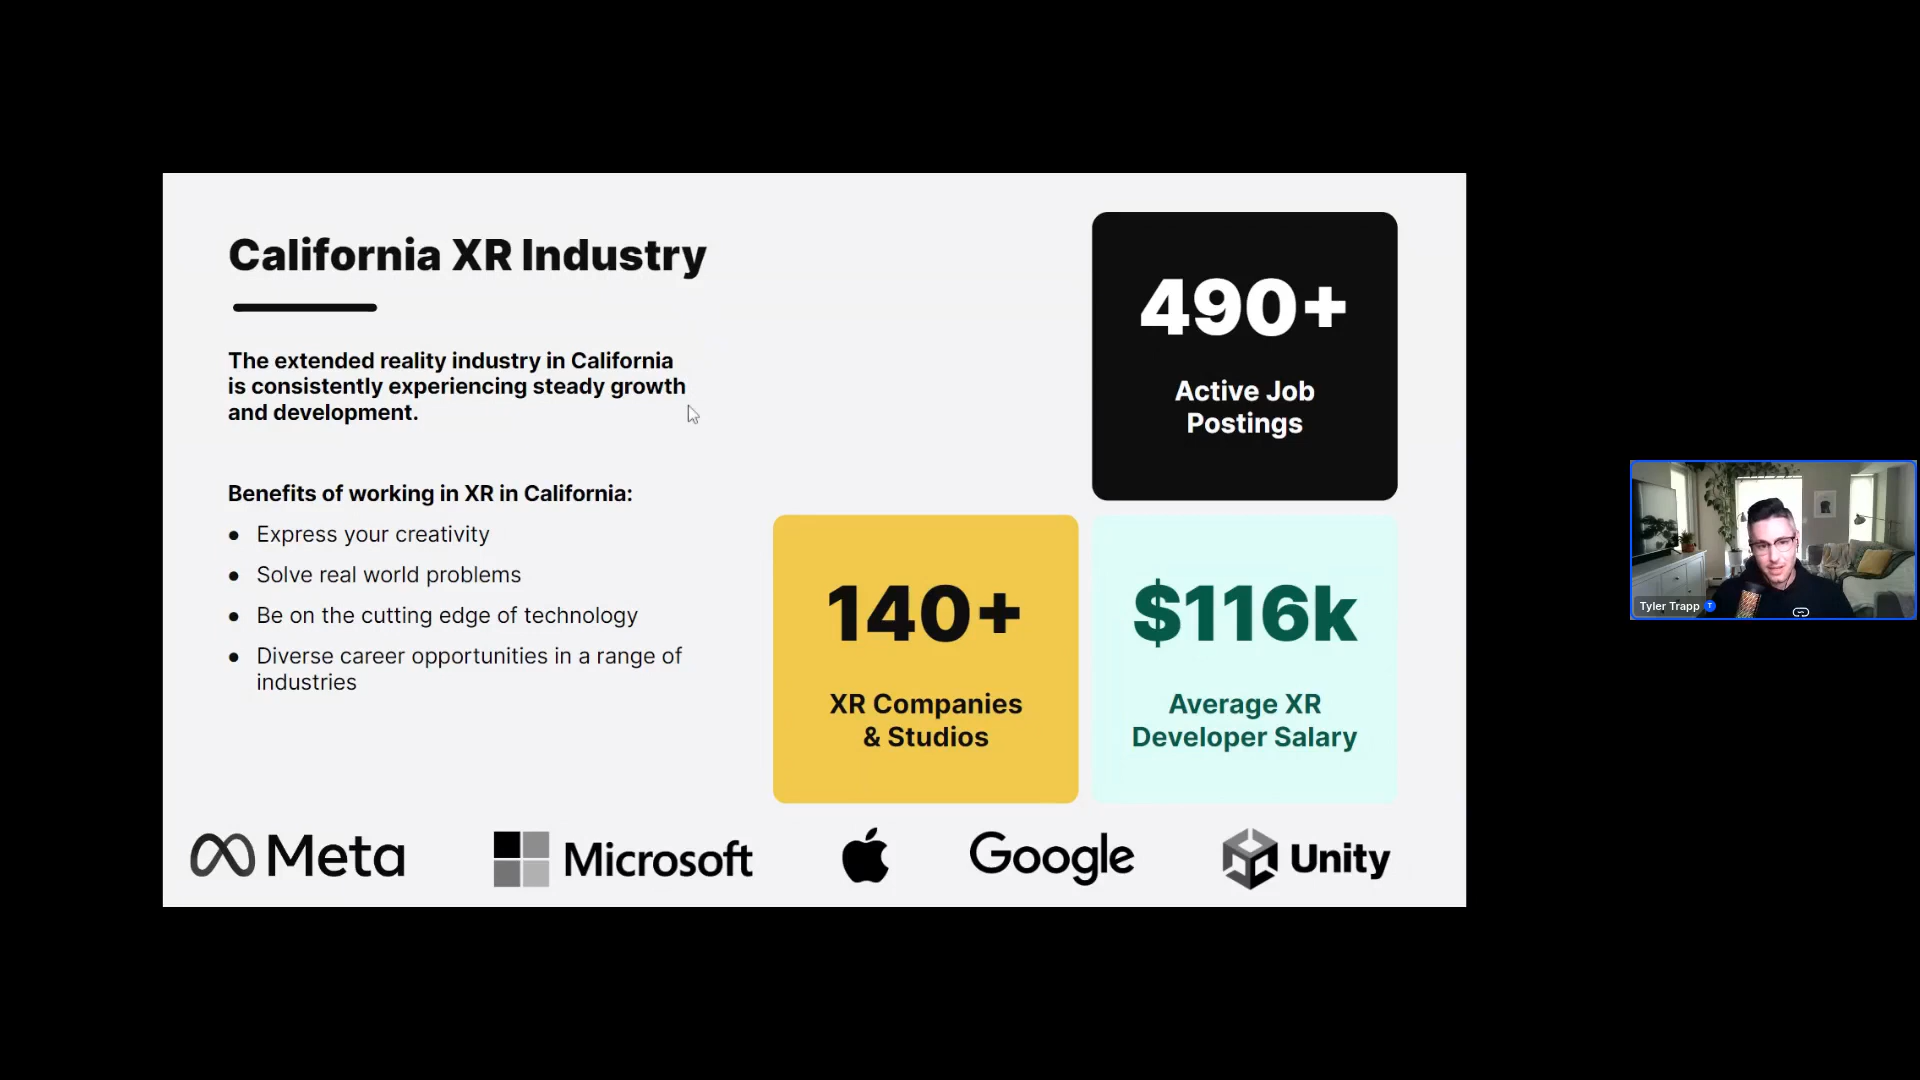 California XR Industry
The extended reality industry in California
is consistently experiencing steady growth
and development.
Benefits of working in XR in California:
● Express your creativity
● Solve real world problems
● Be on the cutting edge of technology
● Diverse career opportunities in a range of
industries
490+
Active Job
Postings
140+
XR Companies
& Studios
$116k
Average XR
Developer Salary
Meta
Microsoft
Google
Unity
Tyler Trapp
T